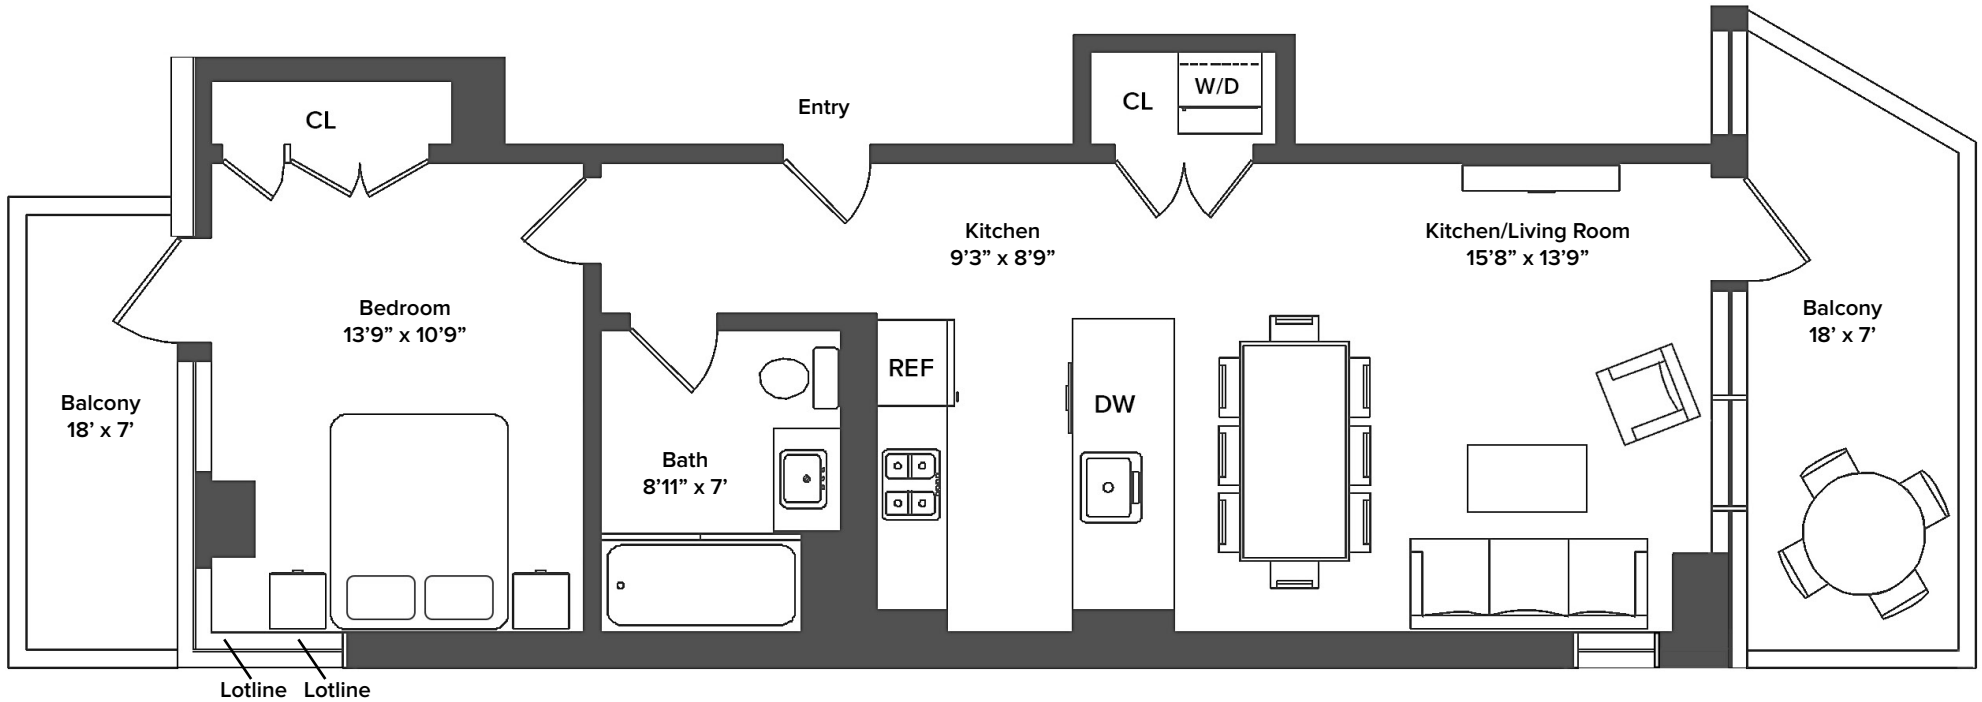 CL
Entry
CL
W/D
Kitchen
9’3” x 8’9”
Kitchen/Living Room
15’8” x 13’9”
Bedroom
13’9” x 10’9”
Balcony
18’ x 7’
REF
DW
Balcony
18’ x 7’
Bath
8’11” x 7’
Lotline
Lotline